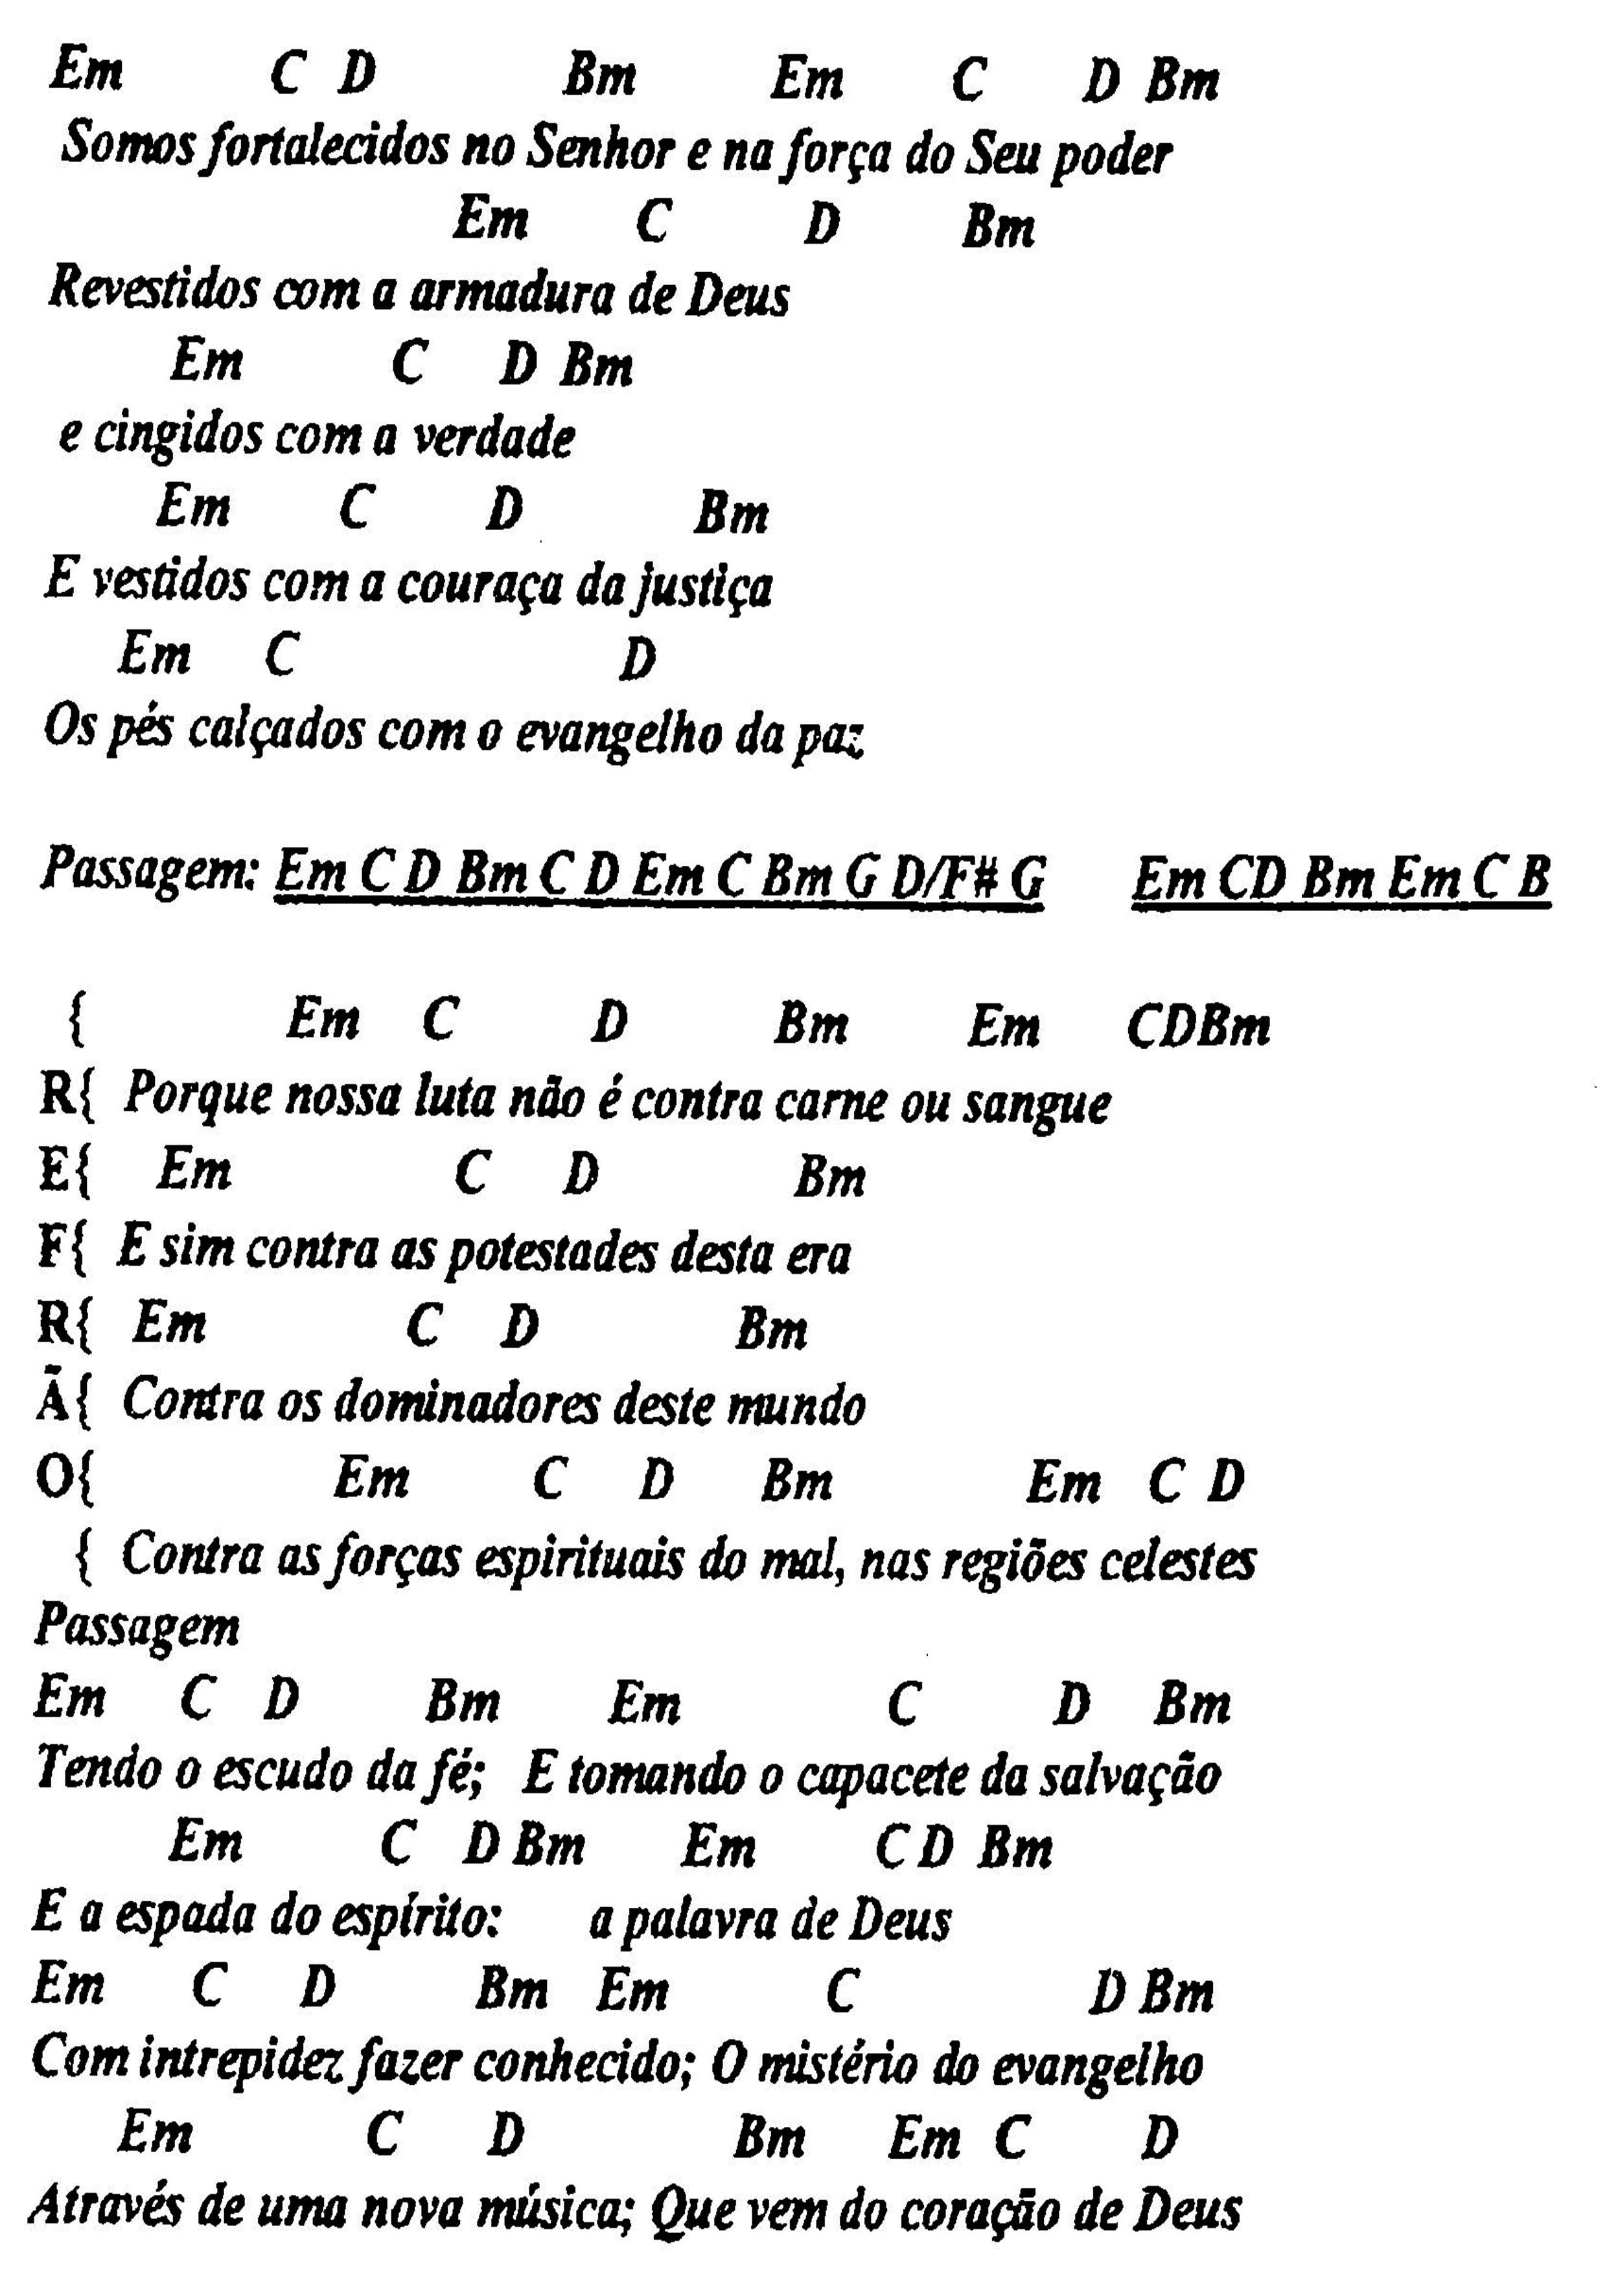 Em C D Bm Em C D Bm
Somos fortalecidos no Senhor e na força do Seu poder
Em C D Bm
Revestidos com a armadura de Deus
Em C D Bm
e cingidos com a verdade
Em C D Bm
E vestidos com a couraça da justiça
Em C D
Os pés calçados com o evangelho da paz
Passagem: Em C D Bm C D Em C Bm G D/F# G Em CD Bm Em C B
{ Em C D Bm Em CDBm
R{ Porque nossa luta não é contra carne ou sangue
E{ Em C D Bm
F{ E sim contra as potestades desta era
R{ Em C D Bm
Ã{ Contra os dominadores deste mundo
O{ Em C D Bm Em C D
{ Contra as forças espirituais do mal, nas regiões celestes
Passagem
Em C D Bm Em C D Bm
Tendo o escudo da fé; E tomando o capacete da salvação
Em C D Bm Em C D Bm
E a espada do espírito: a palavra de Deus
Em C D Bm Em C D Bm
Com intrepidez fazer conhecido; O mistério do evangelho
Em C D Bm Em C D
Através de uma nova música; Que vem do coração de Deus